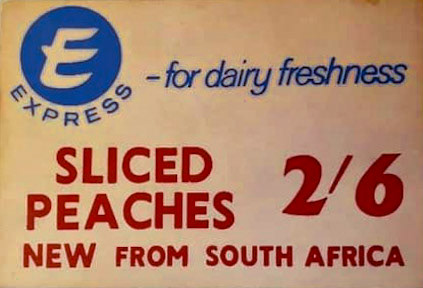 E
EXPRESS
-for dairy freshness
SLICED
PEACHES 2/6
NEW FROM SOUTH AFRICA